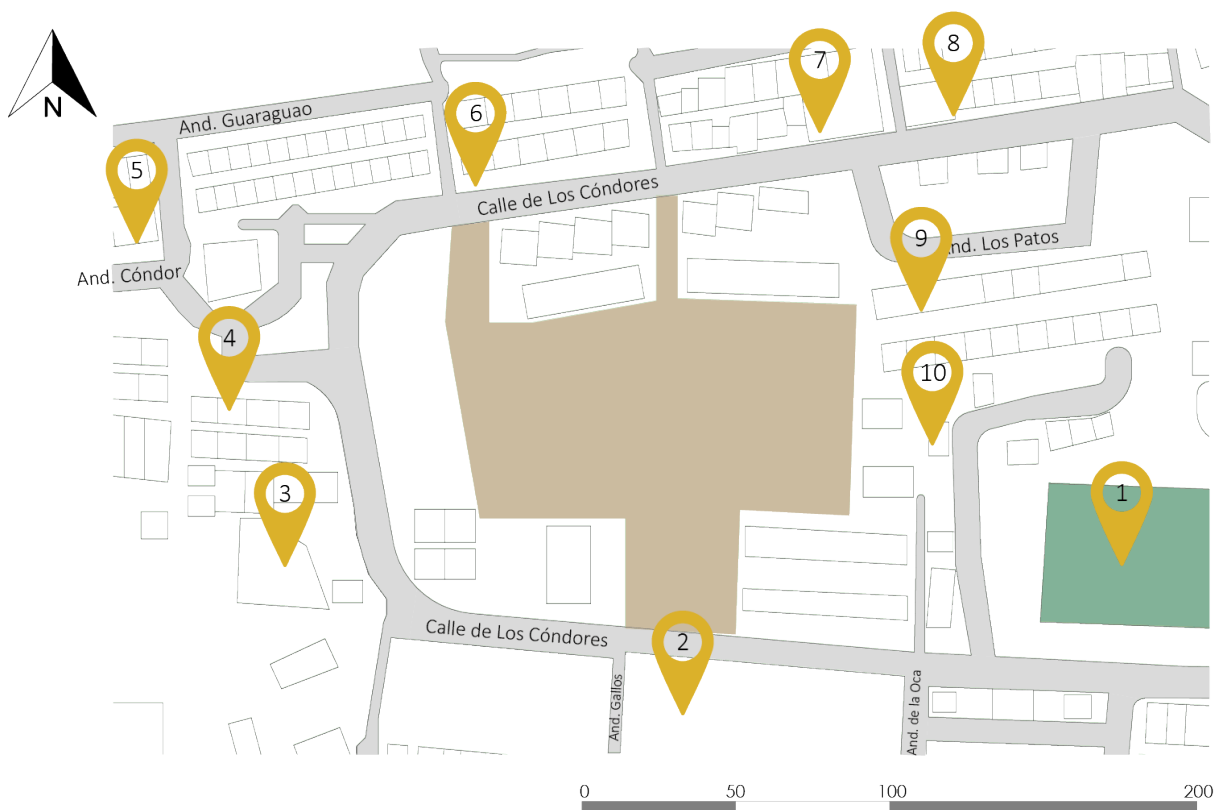 8
7
6
N
And. Guaraguao
5
Calle de Los Cóndores
9
And. Los Patos
And. Cóndor
4
10
3
1
Calle de Los Cóndores
2
And. Gallos
And. de la Oca
0 50 100 200